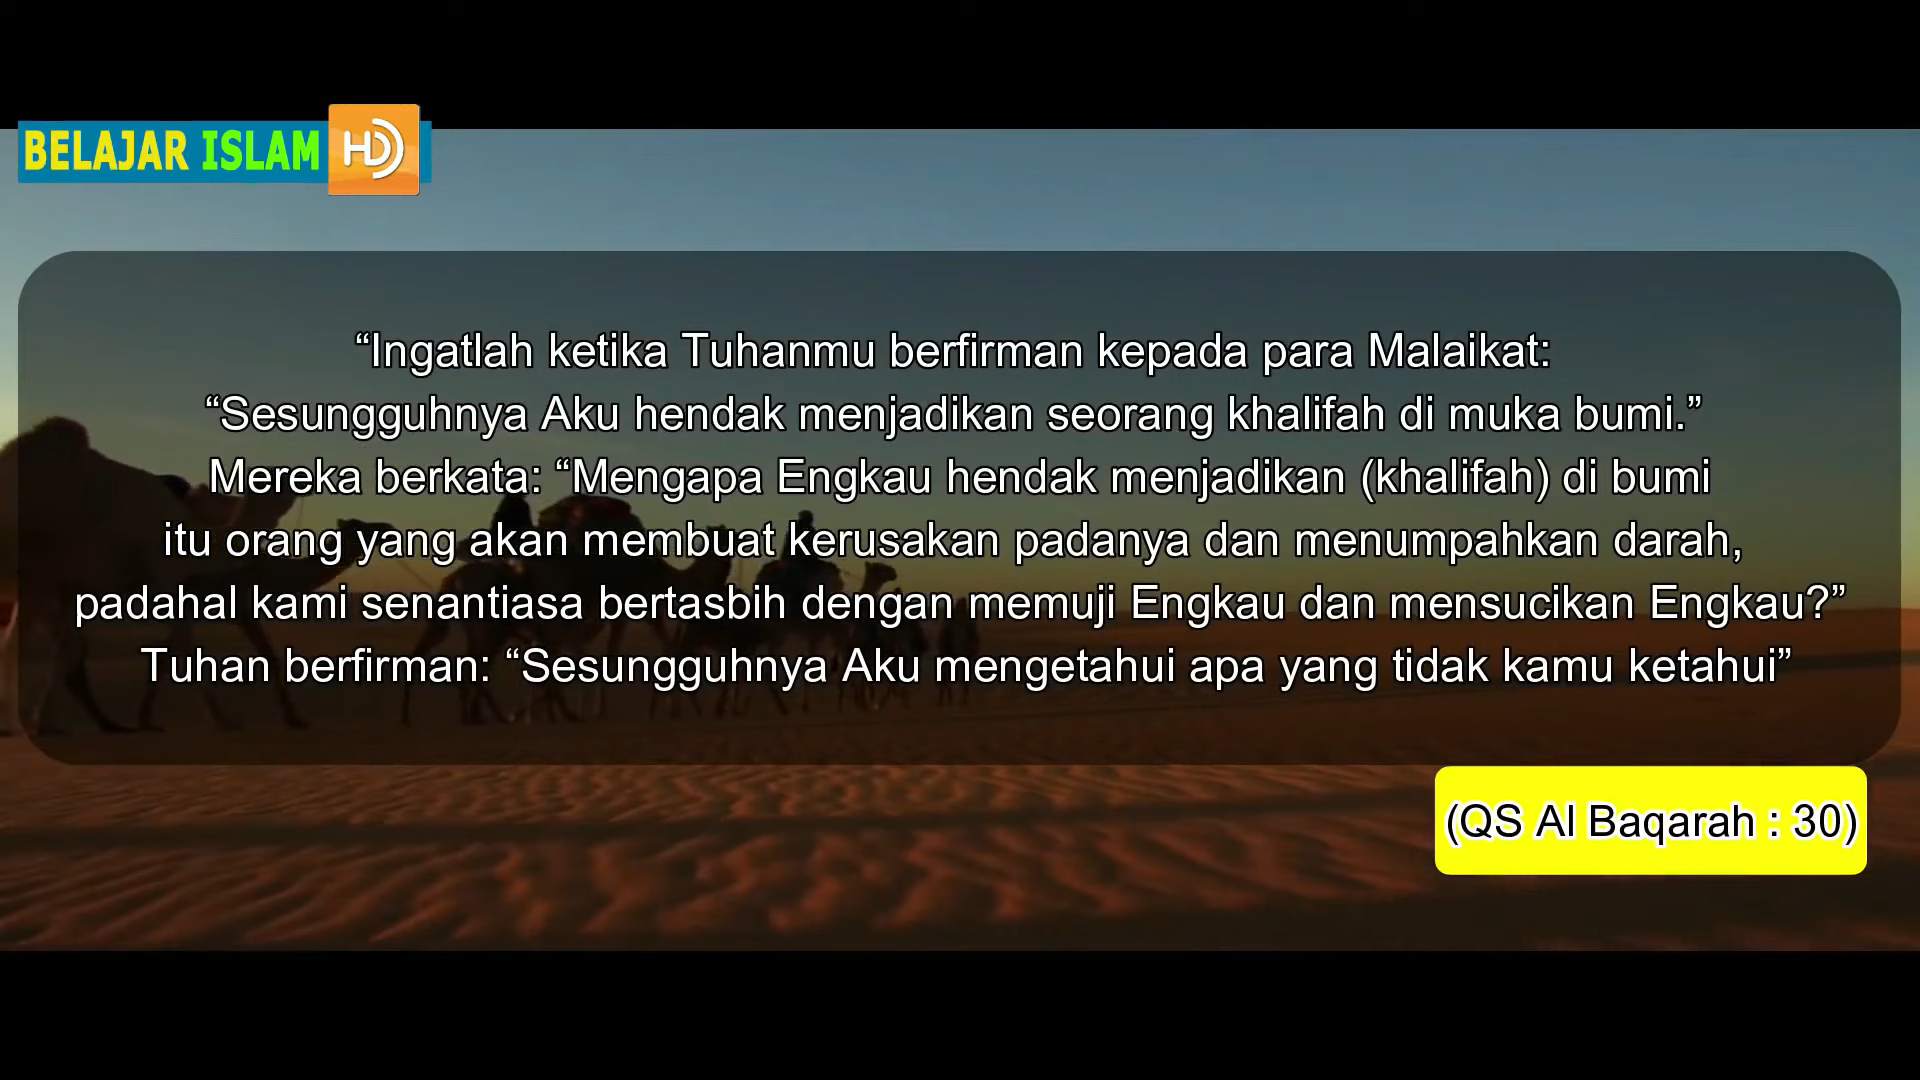 BELAJAR ISLAM HD
“Ingatlah ketika Tuhanmu berfirman kepada para Malaikat:
“Sesungguhnya Aku hendak menjadikan seorang khalifah di muka bumi.”
Mereka berkata: “Mengapa Engkau hendak menjadikan (khalifah) di bumi
itu orang yang akan membuat kerusakan padanya dan menumpahkan darah,
padahal kami senantiasa bertasbih dengan memuji Engkau dan mensucikan Engkau?”
Tuhan berfirman: “Sesungguhnya Aku mengetahui apa yang tidak kamu ketahui”
(QS Al Baqarah : 30)